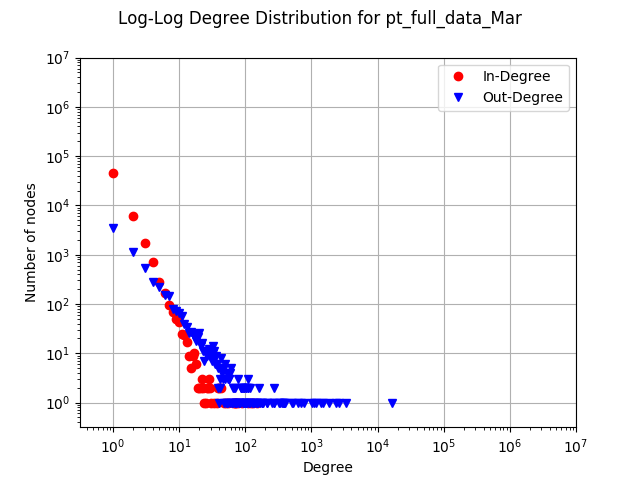 Log-Log Degree Distribution for pt_full_data_Mar
In-Degree
Out-Degree
Number of nodes
10⁷
10⁶
10⁵
10⁴
10³
10²
10¹
10⁰
10⁰ 10¹ 10² 10³ 10⁴ 10⁵ 10⁶ 10⁷
Degree